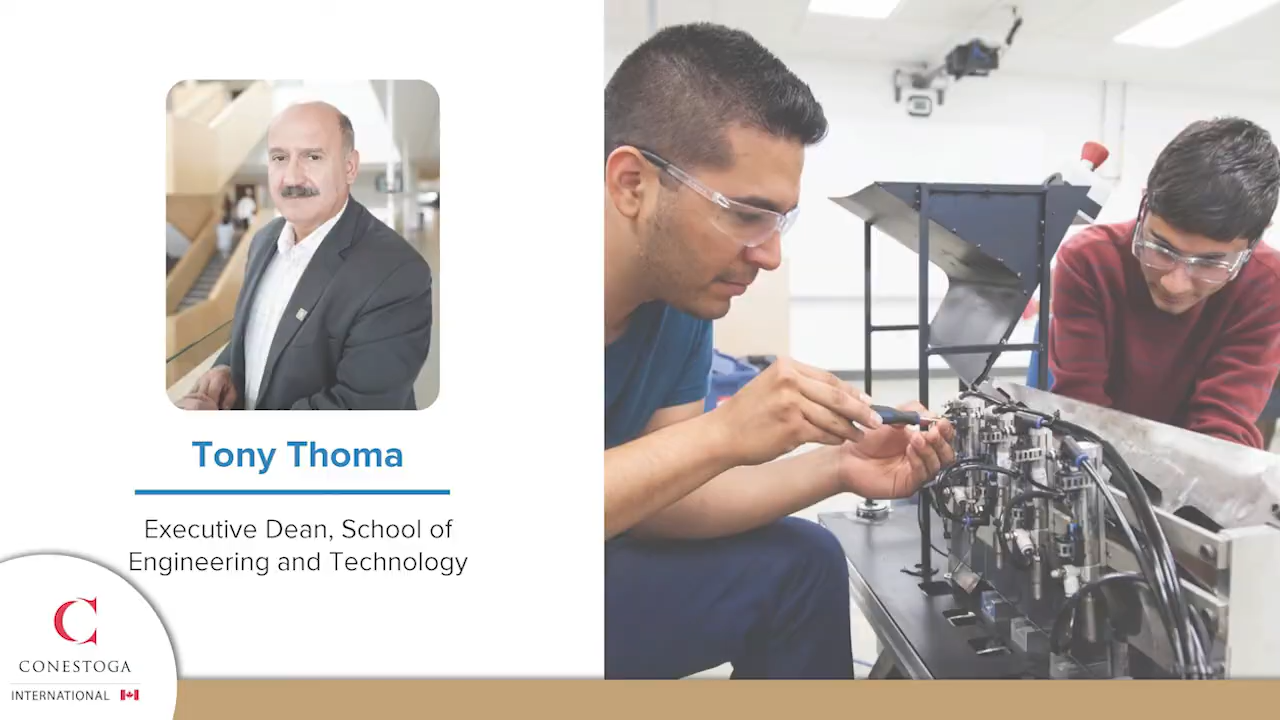 Tony Thoma
Executive Dean, School of
Engineering and Technology
C
CONESTOGA
INTERNATIONAL